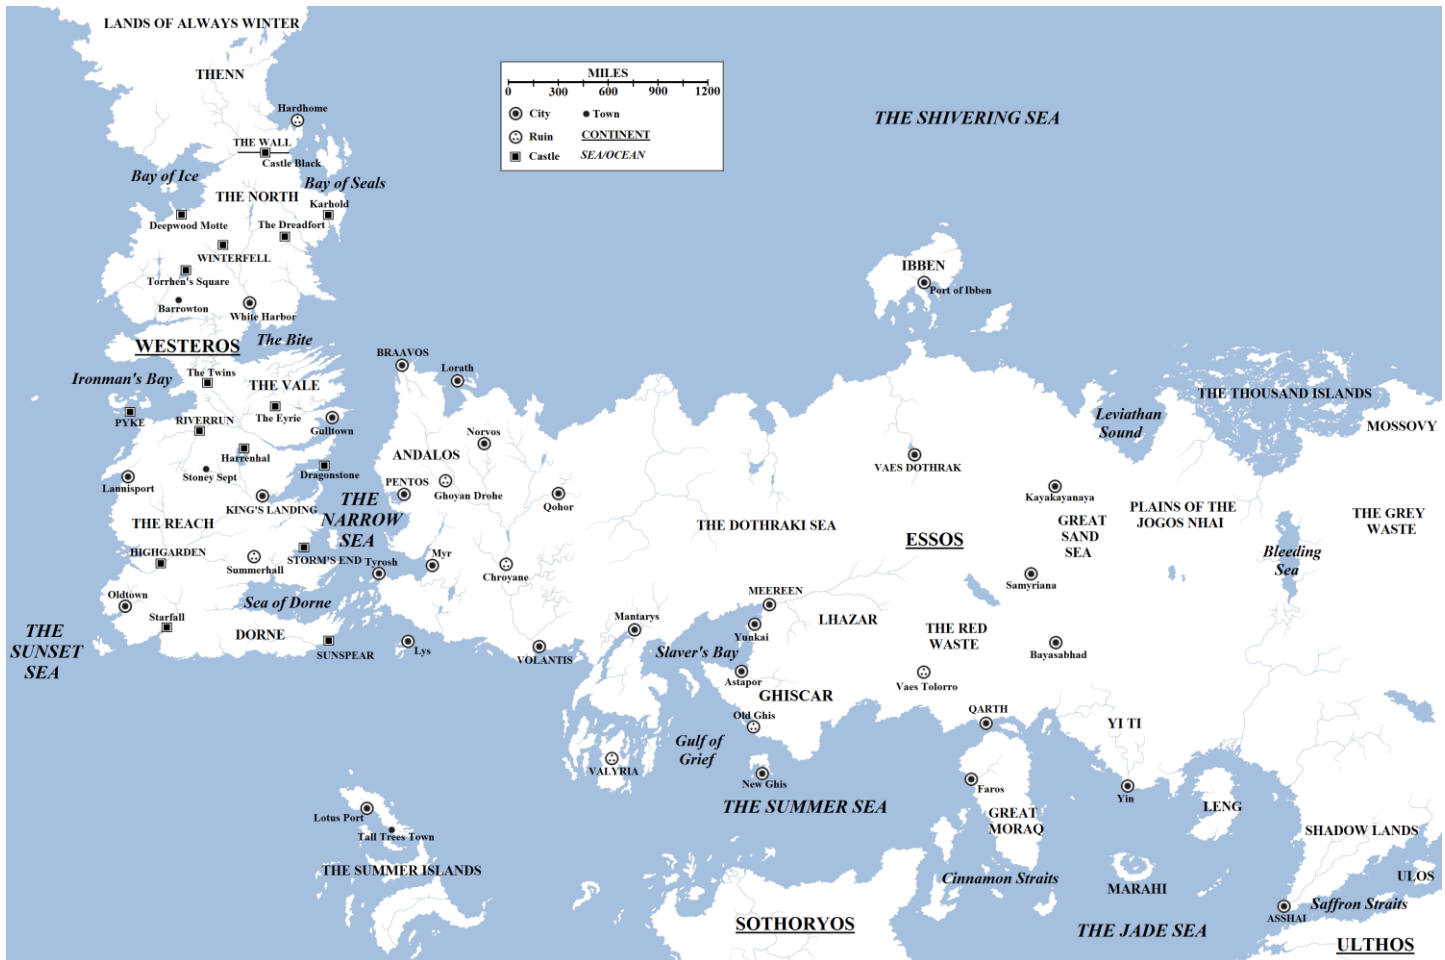 LANDS OF ALWAYS WINTER
THENN
Hardhome
THE WALL
Castle Black
Bay of Ice
Bay of Seals
THE NORTH
Karhold
Deepwood Motte
The Dreadfort
WINTERFELL
Torrhen's Square
Barrowton
White Harbor
The Bite
WESTEROS
MILES
0 300 600 900 1200
City
Town
Ruin
CONTINENT
Castle
SEA/OCEAN
THE SHIVERING SEA
IBBEN
Port of Ibben
Ironman's Bay
The Twins
THE VALE
PYKE
RIVERRUN
The Eyrie
Gulltown
Harrenhal
Stoney Sept
Dragonstone
Lannisport
KING'S LANDING
THE REACH
HIGHGARDEN
Summerhall
STORM'S END
Oldtown
Starfall
Sea of Dorne
DORNE
SUNSPEAR
THE
SUNSET
SEA
THE
NARROW
SEA
BRAAVOS
Lorath
Norvos
ANDALOS
PENTOS
Ghoyan Drohe
Qohor
Tyrosh
Myr
Chroyane
Lys
VOLANTIS
Mantarys
VALYRIA
THE DOTHRAKI SEA
VAES DOTHRAK
ESSOS
MEEREEN
Yunkai
LHAZAR
Slaver's Bay
Astapor
GHISCAR
Old Ghis
Gulf of
Grief
New Ghis
THE SUMMER SEA
THE RED
WASTE
Vaes Tolorro
QARTH
Kayakayanaya
GREAT
SAND
SEA
Samyriana
Bayasabhad
Leviathan
Sound
THE THOUSAND ISLANDS
MOSSOVY
PLAINS OF THE
JOGOS NHAI
THE GREY
WASTE
Bleeding
Sea
YI TI
Yin
LENG
Faros
GREAT
MORAQ
Cinnamon Straits
MARAHI
THE JADE SEA
SHADOW LANDS
ULOS
Saffron Straits
ASSHAI
ULTHOS
Lotus Port
Tall Trees Town
THE SUMMER ISLANDS
SOTHORYOS